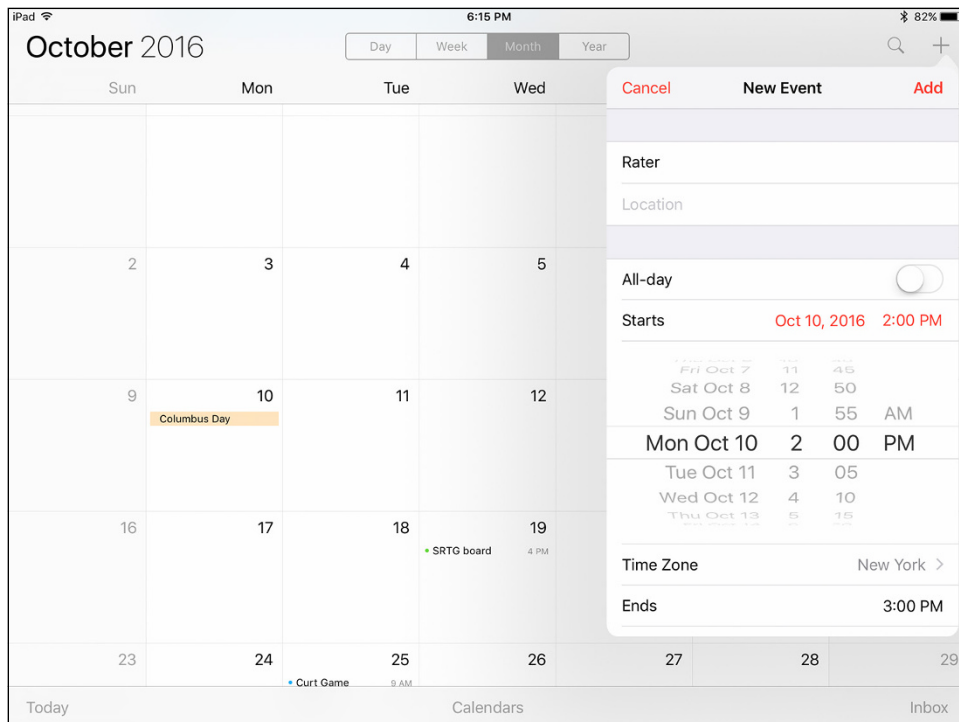 iPad 6:15 PM 82%
October 2016 Day Week Month Year
Sun Mon Tue Wed
Cancel New Event Add
Rater
Location
2 3 4 5
All-day
Starts Oct 10, 2016 2:00 PM
Fri Oct 7 11 45
Sat Oct 8 12 50
9 10 11 12
Columbus Day
Sun Oct 9 1 55 AM
Mon Oct 10 2 00 PM
Tue Oct 11 3 05
Wed Oct 12 4 10
Thu Oct 13 5 15
16 17 18 19
SRTG board 4 PM
Time Zone New York
Ends 3:00 PM
23 24 25 26 27 28 29
Curt Game 9 AM
Today Calendars Inbox